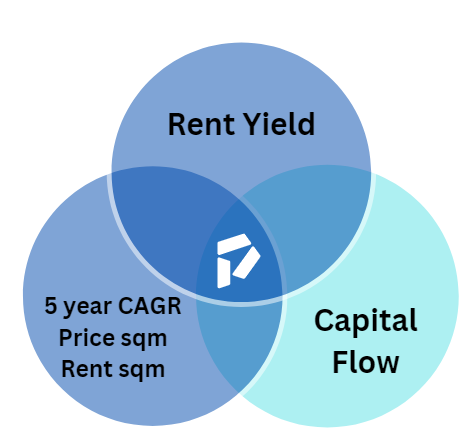 Rent Yield
5 year CAGR
Price sqm
Rent sqm
Capital
Flow